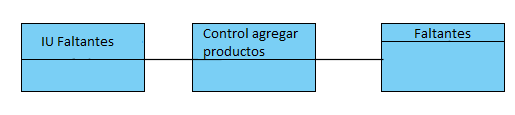 IU Faltantes
Control agregar
productos
Faltantes